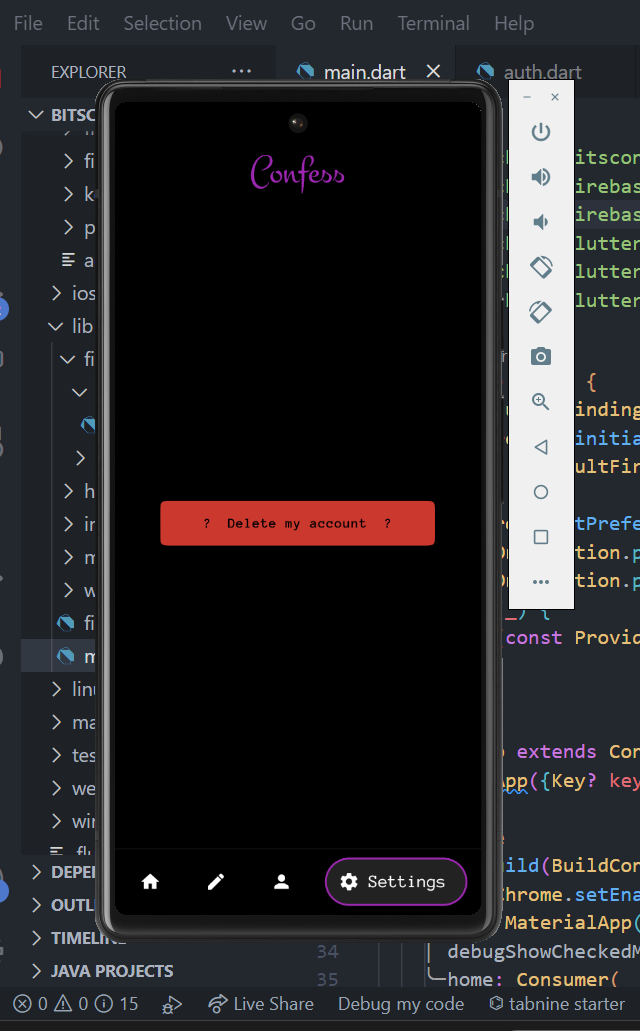 File Edit Selection View Go Run Terminal Help
EXPLORER ··· main.dart auth.dart
BITSC
Confess
fi
k
p
a
ios
lib
fi
h
in
m
w
fi
m
lin
ma
tes
we
win
flu
? Delete my account ?
Settings
DEPE
OUTL
TIMELINE
JAVA PROJECTS
itscon
irebas
irebas
lutter
lutter
lutter
{
inding
initia
ultFir
tPrefe
tion.p
tion.p
_) {
(const Provid
extends Con
pp({Key? key
ild(BuildCon
Chrome.setEna
MaterialApp(
34 debugShowCheckedM
35 home: Consumer(
0 0 15 Live Share Debug my code tabnine starter